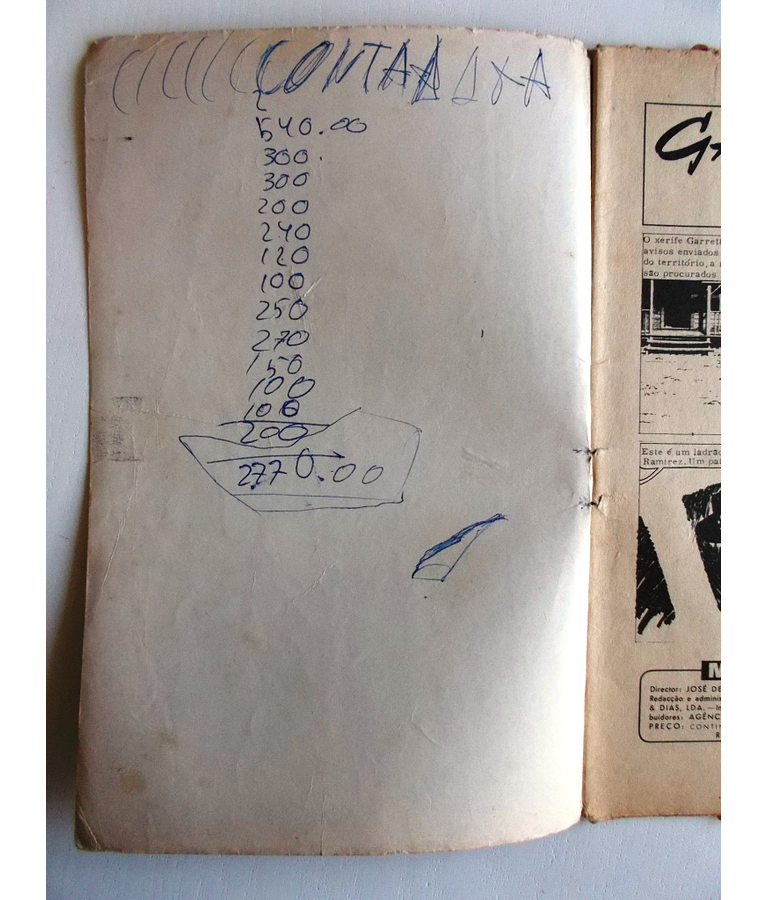 CONTA
540.00
300.
300
200
240
120
100
250
270
150
100
100
200
2770.00
O xerife Garrett
avisos enviados
do território, a
são procurados
Este é um ladrão
Ramirez. Um
Director: JOSÉ DE
Redacção e adminis
& DIAS, LDA. — I
buidores: AGÊNC
PREÇO: CONTIN
R